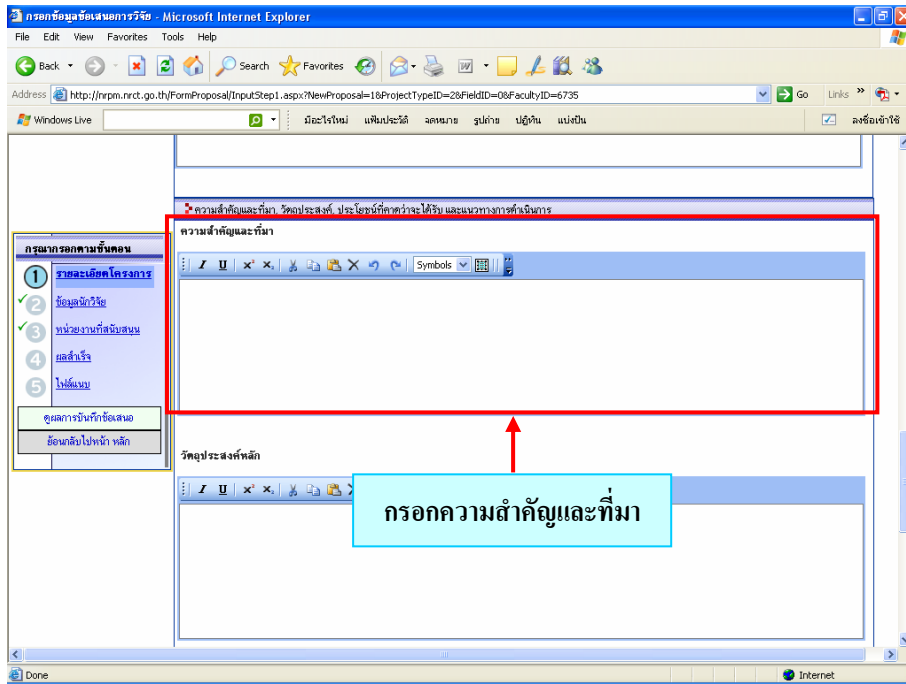 กรอกข้อมูลข้อเสนอการวิจัย - Microsoft Internet Explorer
File Edit View Favorites Tools Help
Back Search Favorites
Address http://nrpm.nrct.go.th/FormProposal/InputStep1.aspx?NewProposal=1&ProjectTypeID=2&FieldID=0&FacultyID=6735 Go Links »
Windows Live มีอะไรใหม่ แฟ้มประวัติ จดหมาย รูปถ่าย ปฏิทิน แบ่งปัน ลงชื่อเข้าใช้
ความสำคัญและที่มา, วัตถุประสงค์, ประโยชน์ที่คาดว่าจะได้รับ และแนวทางการดำเนินการ
ความสำคัญและที่มา
I U x² x₂ Symbols
กรุณากรอกตามขั้นตอน
1 รายละเอียดโครงการ
2 ข้อมูลนักวิจัย
3 หน่วยงานที่สนับสนุน
4 ผลสำเร็จ
5 ไฟล์แนบ
ดูผลการบันทึกข้อเสนอ
ย้อนกลับไปหน้า หลัก
วัตถุประสงค์หลัก
I U x² x₂
กรอกความสำคัญและที่มา
Done Internet